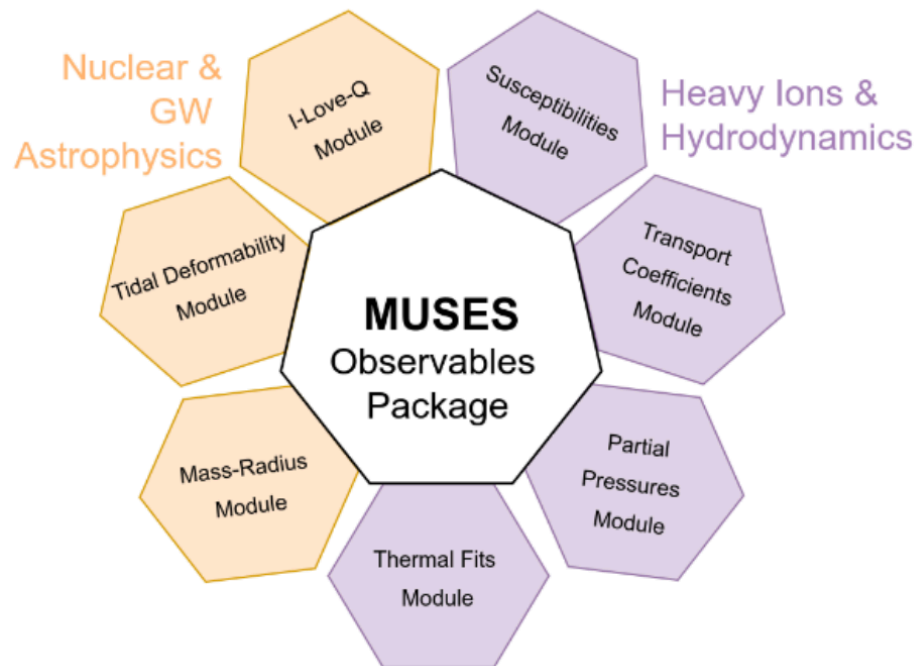 Nuclear &
GW
Astrophysics
I-Love-Q
Module
Susceptibilities
Module
Heavy Ions &
Hydrodynamics
Tidal Deformability
Module
Transport
Coefficients
Module
MUSES
Observables
Package
Mass-Radius
Module
Partial
Pressures
Module
Thermal Fits
Module